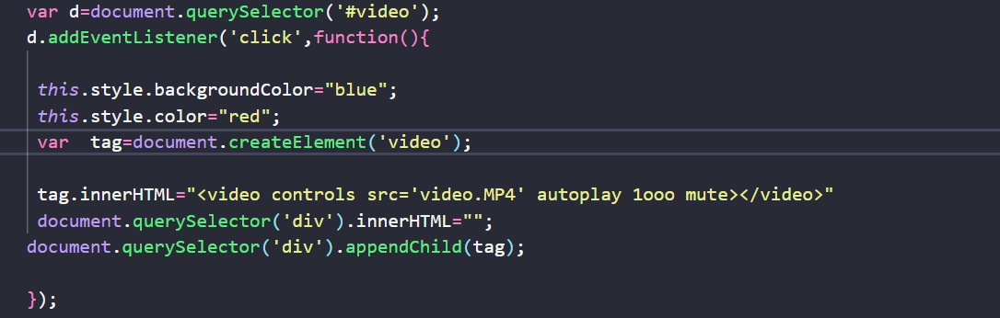 var d=document.querySelector('#video');
d.addEventListener('click',function(){
this.style.backgroundColor="blue";
this.style.color="red";
var  tag=document.createElement('video');
tag.innerHTML="<video controls src='video.MP4' autoplay 1ooo mute></video>"
document.querySelector('div').innerHTML="";
document.querySelector('div').appendChild(tag);
});